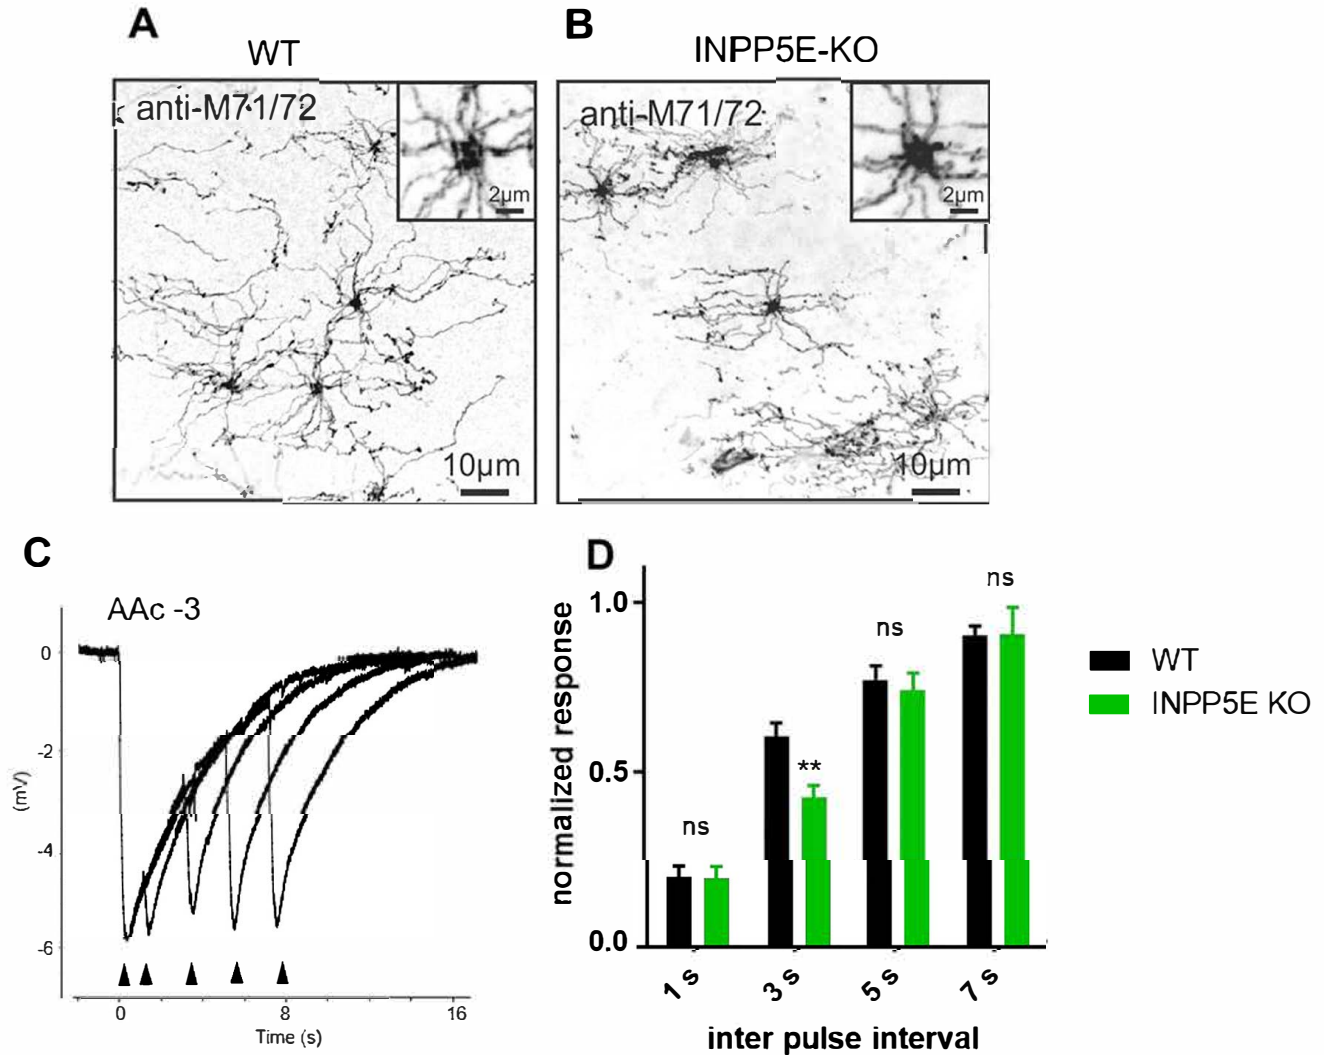 A
WT
anti-M71/72
2µm
10µm
B
INPP5E-KO
anti-M71/72
2µm
10µm
C
AAc -3
0
-2
-4
-6
(mV)
0 8 16
Time (s)
D
ns
ns
**
ns
1.0
0.5
0.0
normalized response
1 s 3 s 5 s 7 s
inter pulse interval
WT
INPP5E KO